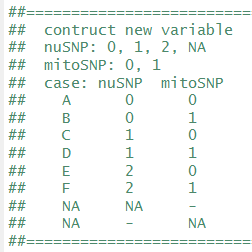 ##=========================
##  contruct new variable
##  nuSNP: 0, 1, 2, NA
##  mitoSNP: 0, 1
##  case: nuSNP  mitoSNP
##    A      0      0
##    B      0      1
##    C      1      0
##    D      1      1
##    E      2      0
##    F      2      1
##    NA     NA     -
##    NA     -      NA
##=========================